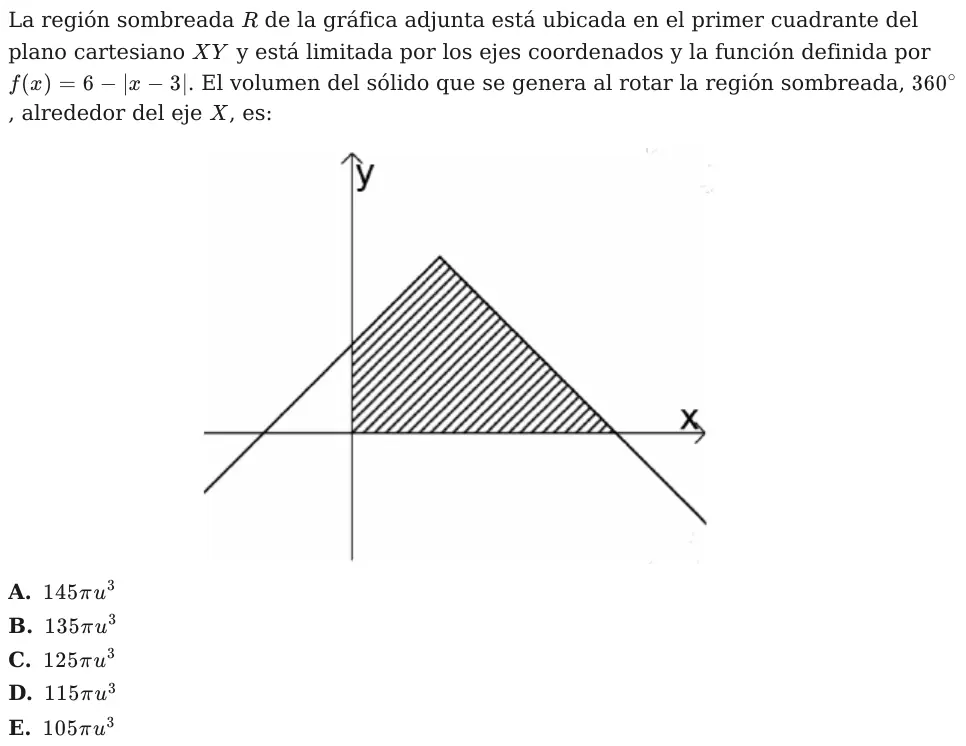 La región sombreada R de la gráfica adjunta está ubicada en el primer cuadrante del
plano cartesiano XY y está limitada por los ejes coordenados y la función definida por
f(x) = 6 − |x − 3|. El volumen del sólido que se genera al rotar la región sombreada, 360°
, alrededor del eje X, es:
y
x
A. 145πu³
B. 135πu³
C. 125πu³
D. 115πu³
E. 105πu³